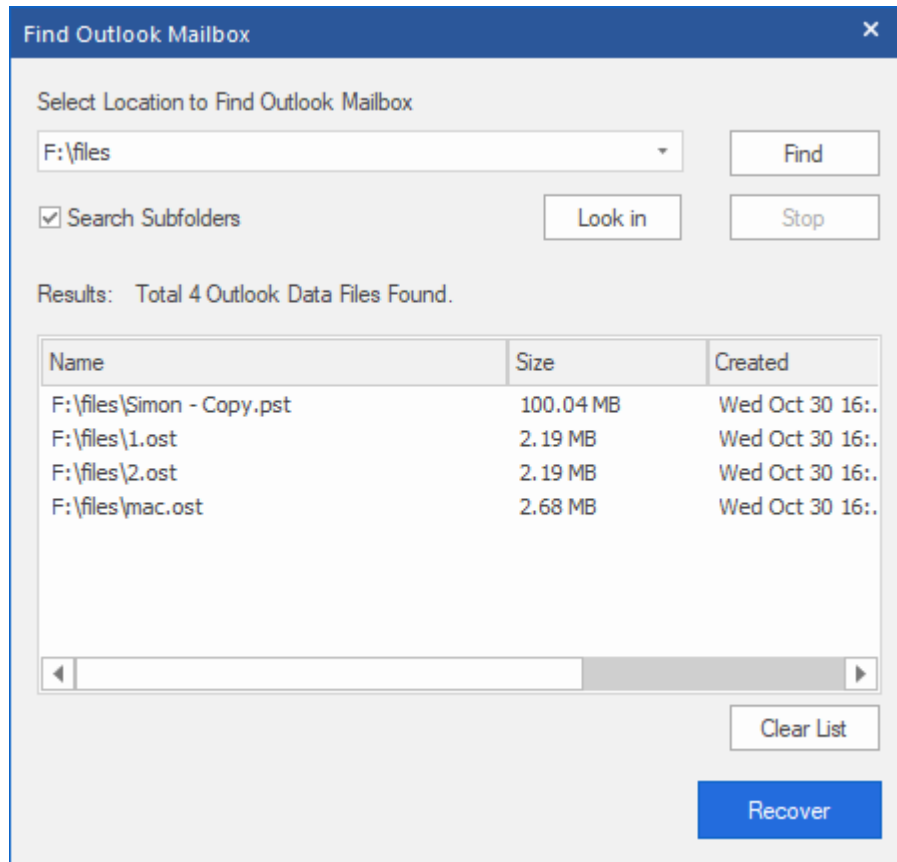 Find Outlook Mailbox
Select Location to Find Outlook Mailbox
F:\files
Find
Search Subfolders
Look in
Stop
Results: Total 4 Outlook Data Files Found.
Name Size Created
F:\files\Simon - Copy.pst 100.04 MB Wed Oct 30 16:.
F:\files\1.ost 2.19 MB Wed Oct 30 16:.
F:\files\2.ost 2.19 MB Wed Oct 30 16:.
F:\files\mac.ost 2.68 MB Wed Oct 30 16:.
Clear List
Recover